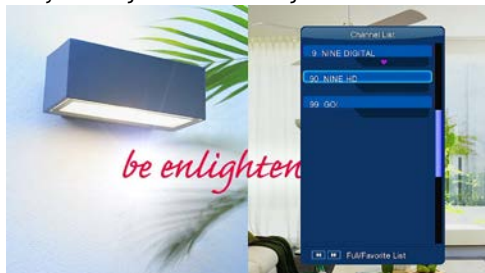 be enlighten
Channel List
9 NINE DIGITAL
90 NINE HD
99 GO!
Full/Favorite List